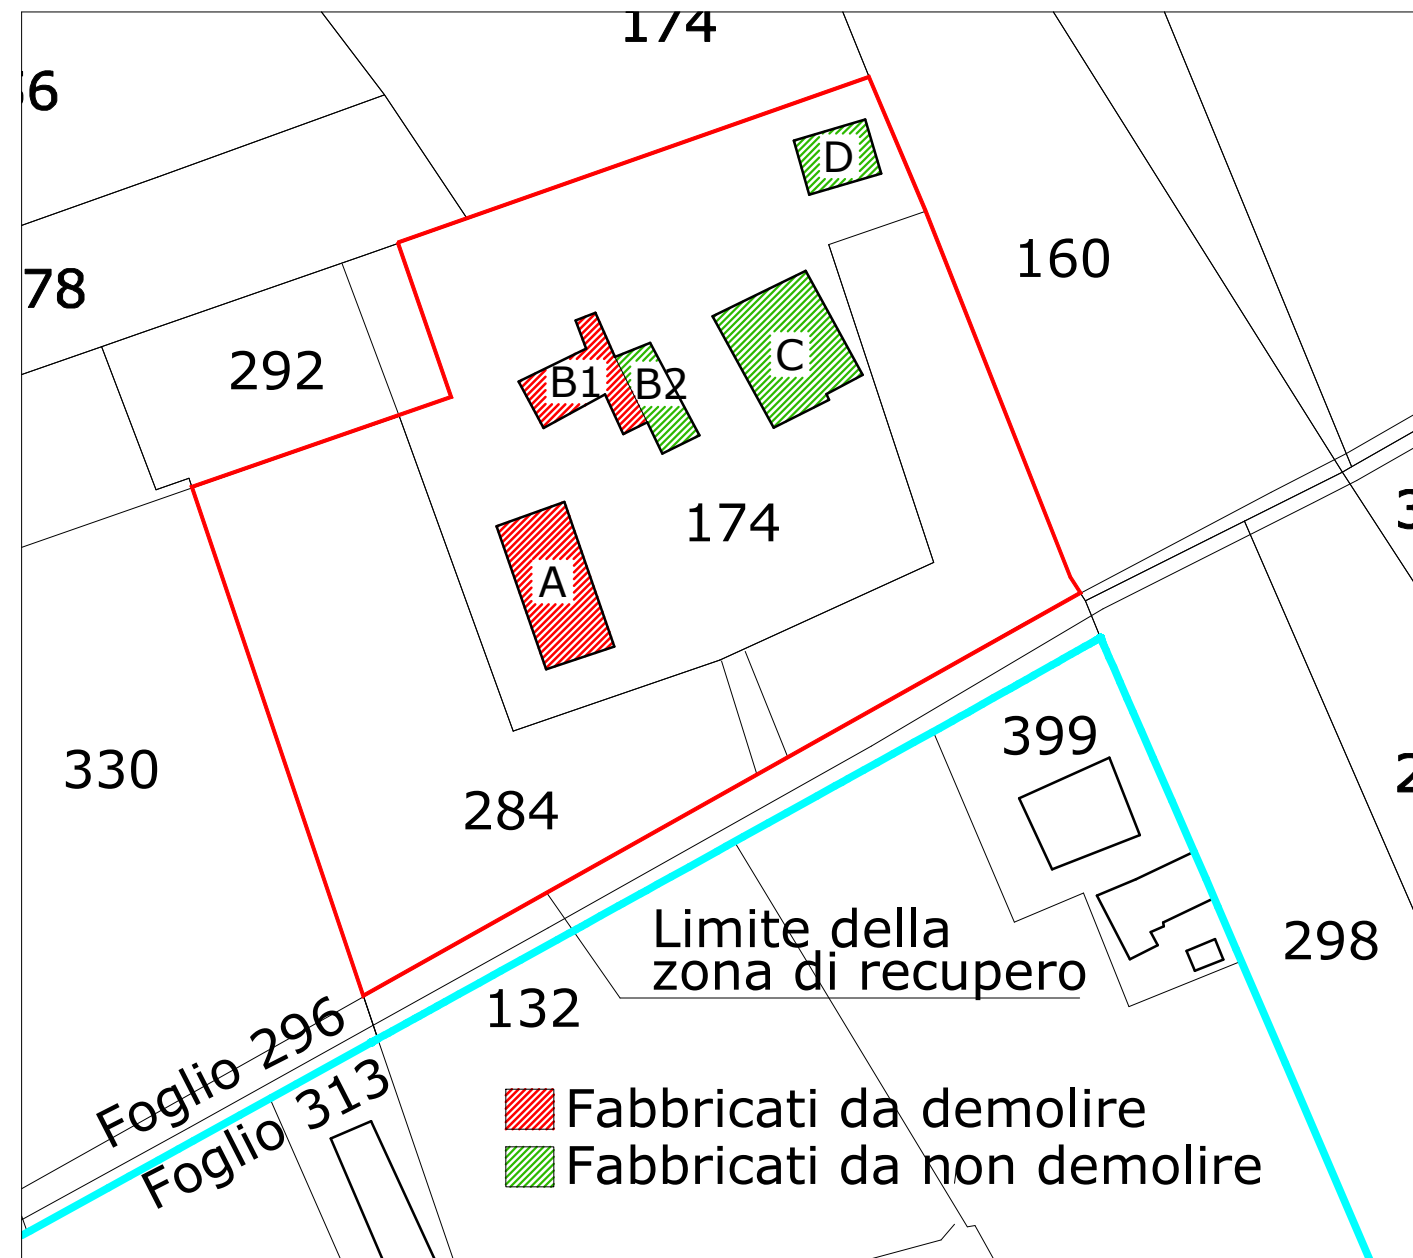 174
6
D
160
78
292
B1
B2
C
174
A
399
330
284
Limite della
zona di recupero
298
132
Foglio 296
Foglio 313
Fabbricati da demolire
Fabbricati da non demolire